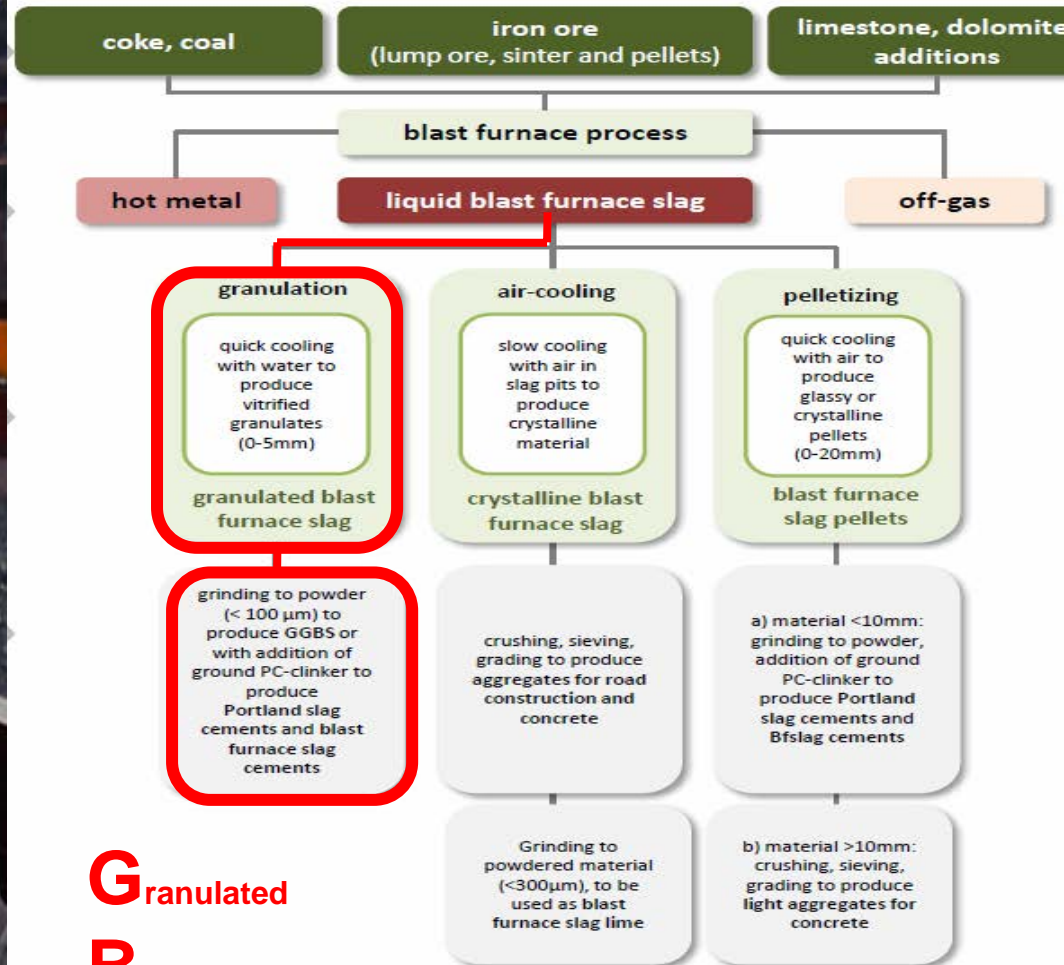 coke, coal
iron ore
(lump ore, sinter and pellets)
limestone, dolomite
additions
blast furnace process
hot metal
liquid blast furnace slag
off-gas
granulation
quick cooling
with water to
produce
vitrified
granulates
(0-5mm)
granulated blast
furnace slag
air-cooling
slow cooling
with air in
slag pits to
produce
crystalline
material
crystalline blast
furnace slag
pelletizing
quick cooling
with air to
produce
glassy or
crystalline
pellets
(0-20mm)
blast furnace
slag pellets
grinding to powder
(< 100 µm) to
produce GGBS or
with addition of
ground PC-clinker to
produce
Portland slag
cements and blast
furnace slag
cements
crushing, sieving,
grading to produce
aggregates for road
construction and
concrete
a) material <10mm:
grinding to powder,
addition of ground
PC-clinker to
produce Portland
slag cements and
Bfslag cements
Grinding to
powdered material
(<300µm), to be
used as blast
furnace slag lime
b) material >10mm:
crushing, sieving,
grading to produce
light aggregates for
concrete
Granulated